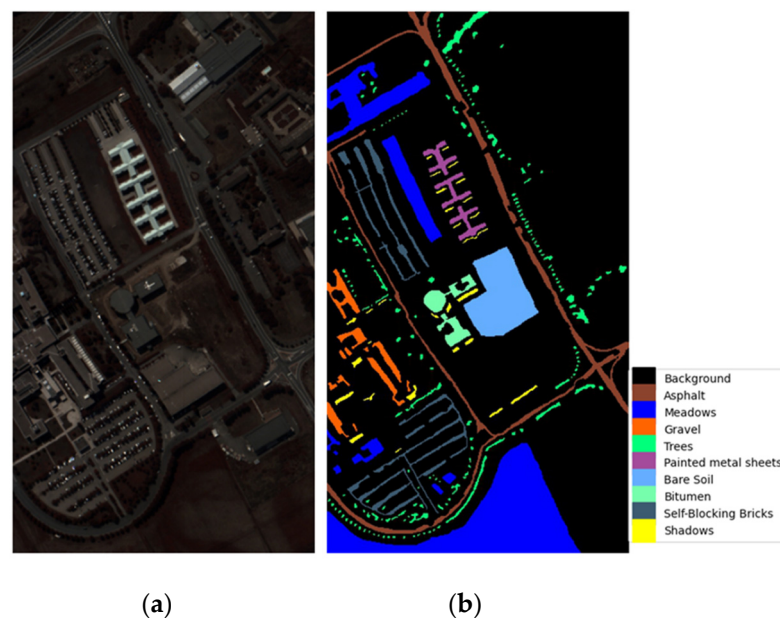 Background
Asphalt
Meadows
Gravel
Trees
Painted metal sheets
Bare Soil
Bitumen
Self-Blocking Bricks
Shadows
(a)
(b)